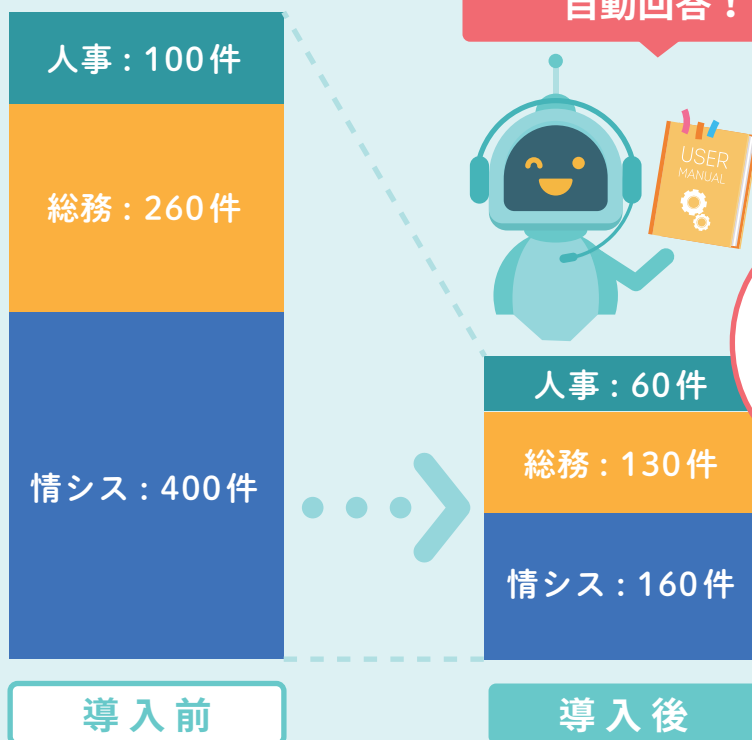 自動回答！
人事：100件
総務：260件
情シス：400件
USER
MANUAL
人事：60件
総務：130件
情シス：160件
導入前
導入後